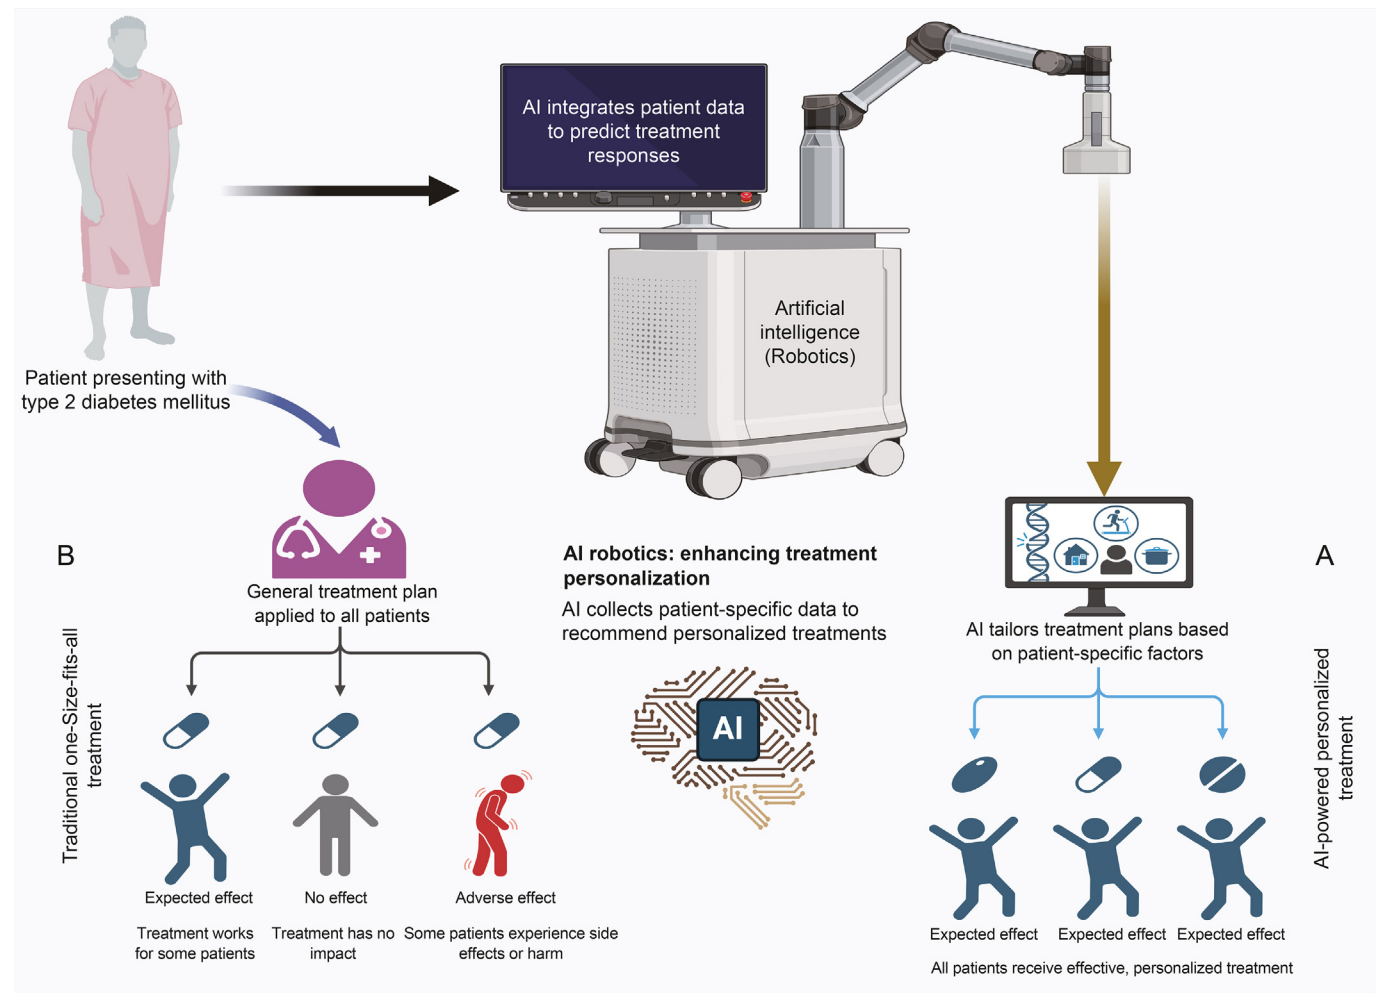 AI integrates patient data
to predict treatment
responses
Artificial
intelligence
(Robotics)
Patient presenting with
type 2 diabetes mellitus
B
General treatment plan
applied to all patients
Traditional one-Size-fits-all
treatment
Expected effect
No effect
Adverse effect
Treatment works
for some patients
Treatment has no
impact
Some patients experience side
effects or harm
AI robotics: enhancing treatment
personalization
AI collects patient-specific data to
recommend personalized treatments
AI
A
AI tailors treatment plans based
on patient-specific factors
AI-powered personalized
treatment
Expected effect
Expected effect
Expected effect
All patients receive effective, personalized treatment